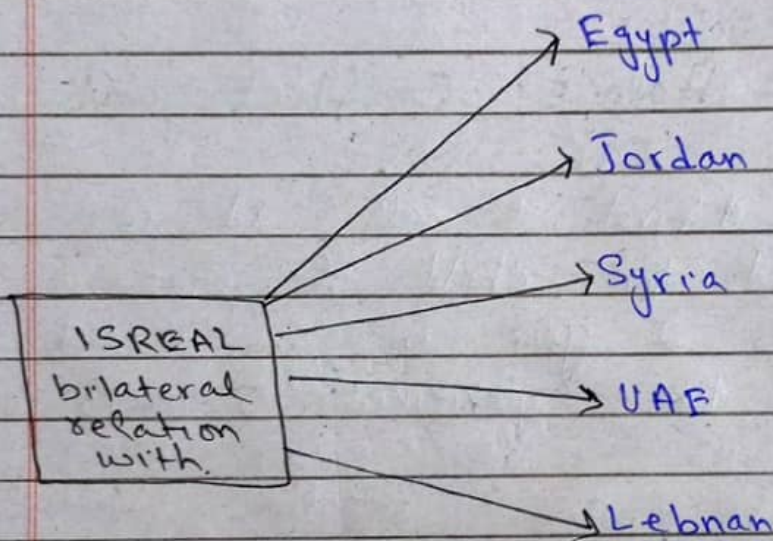 Egypt
Jordan
Syria
ISREAL
bilateral
relation
with.
UAE
Lebnan